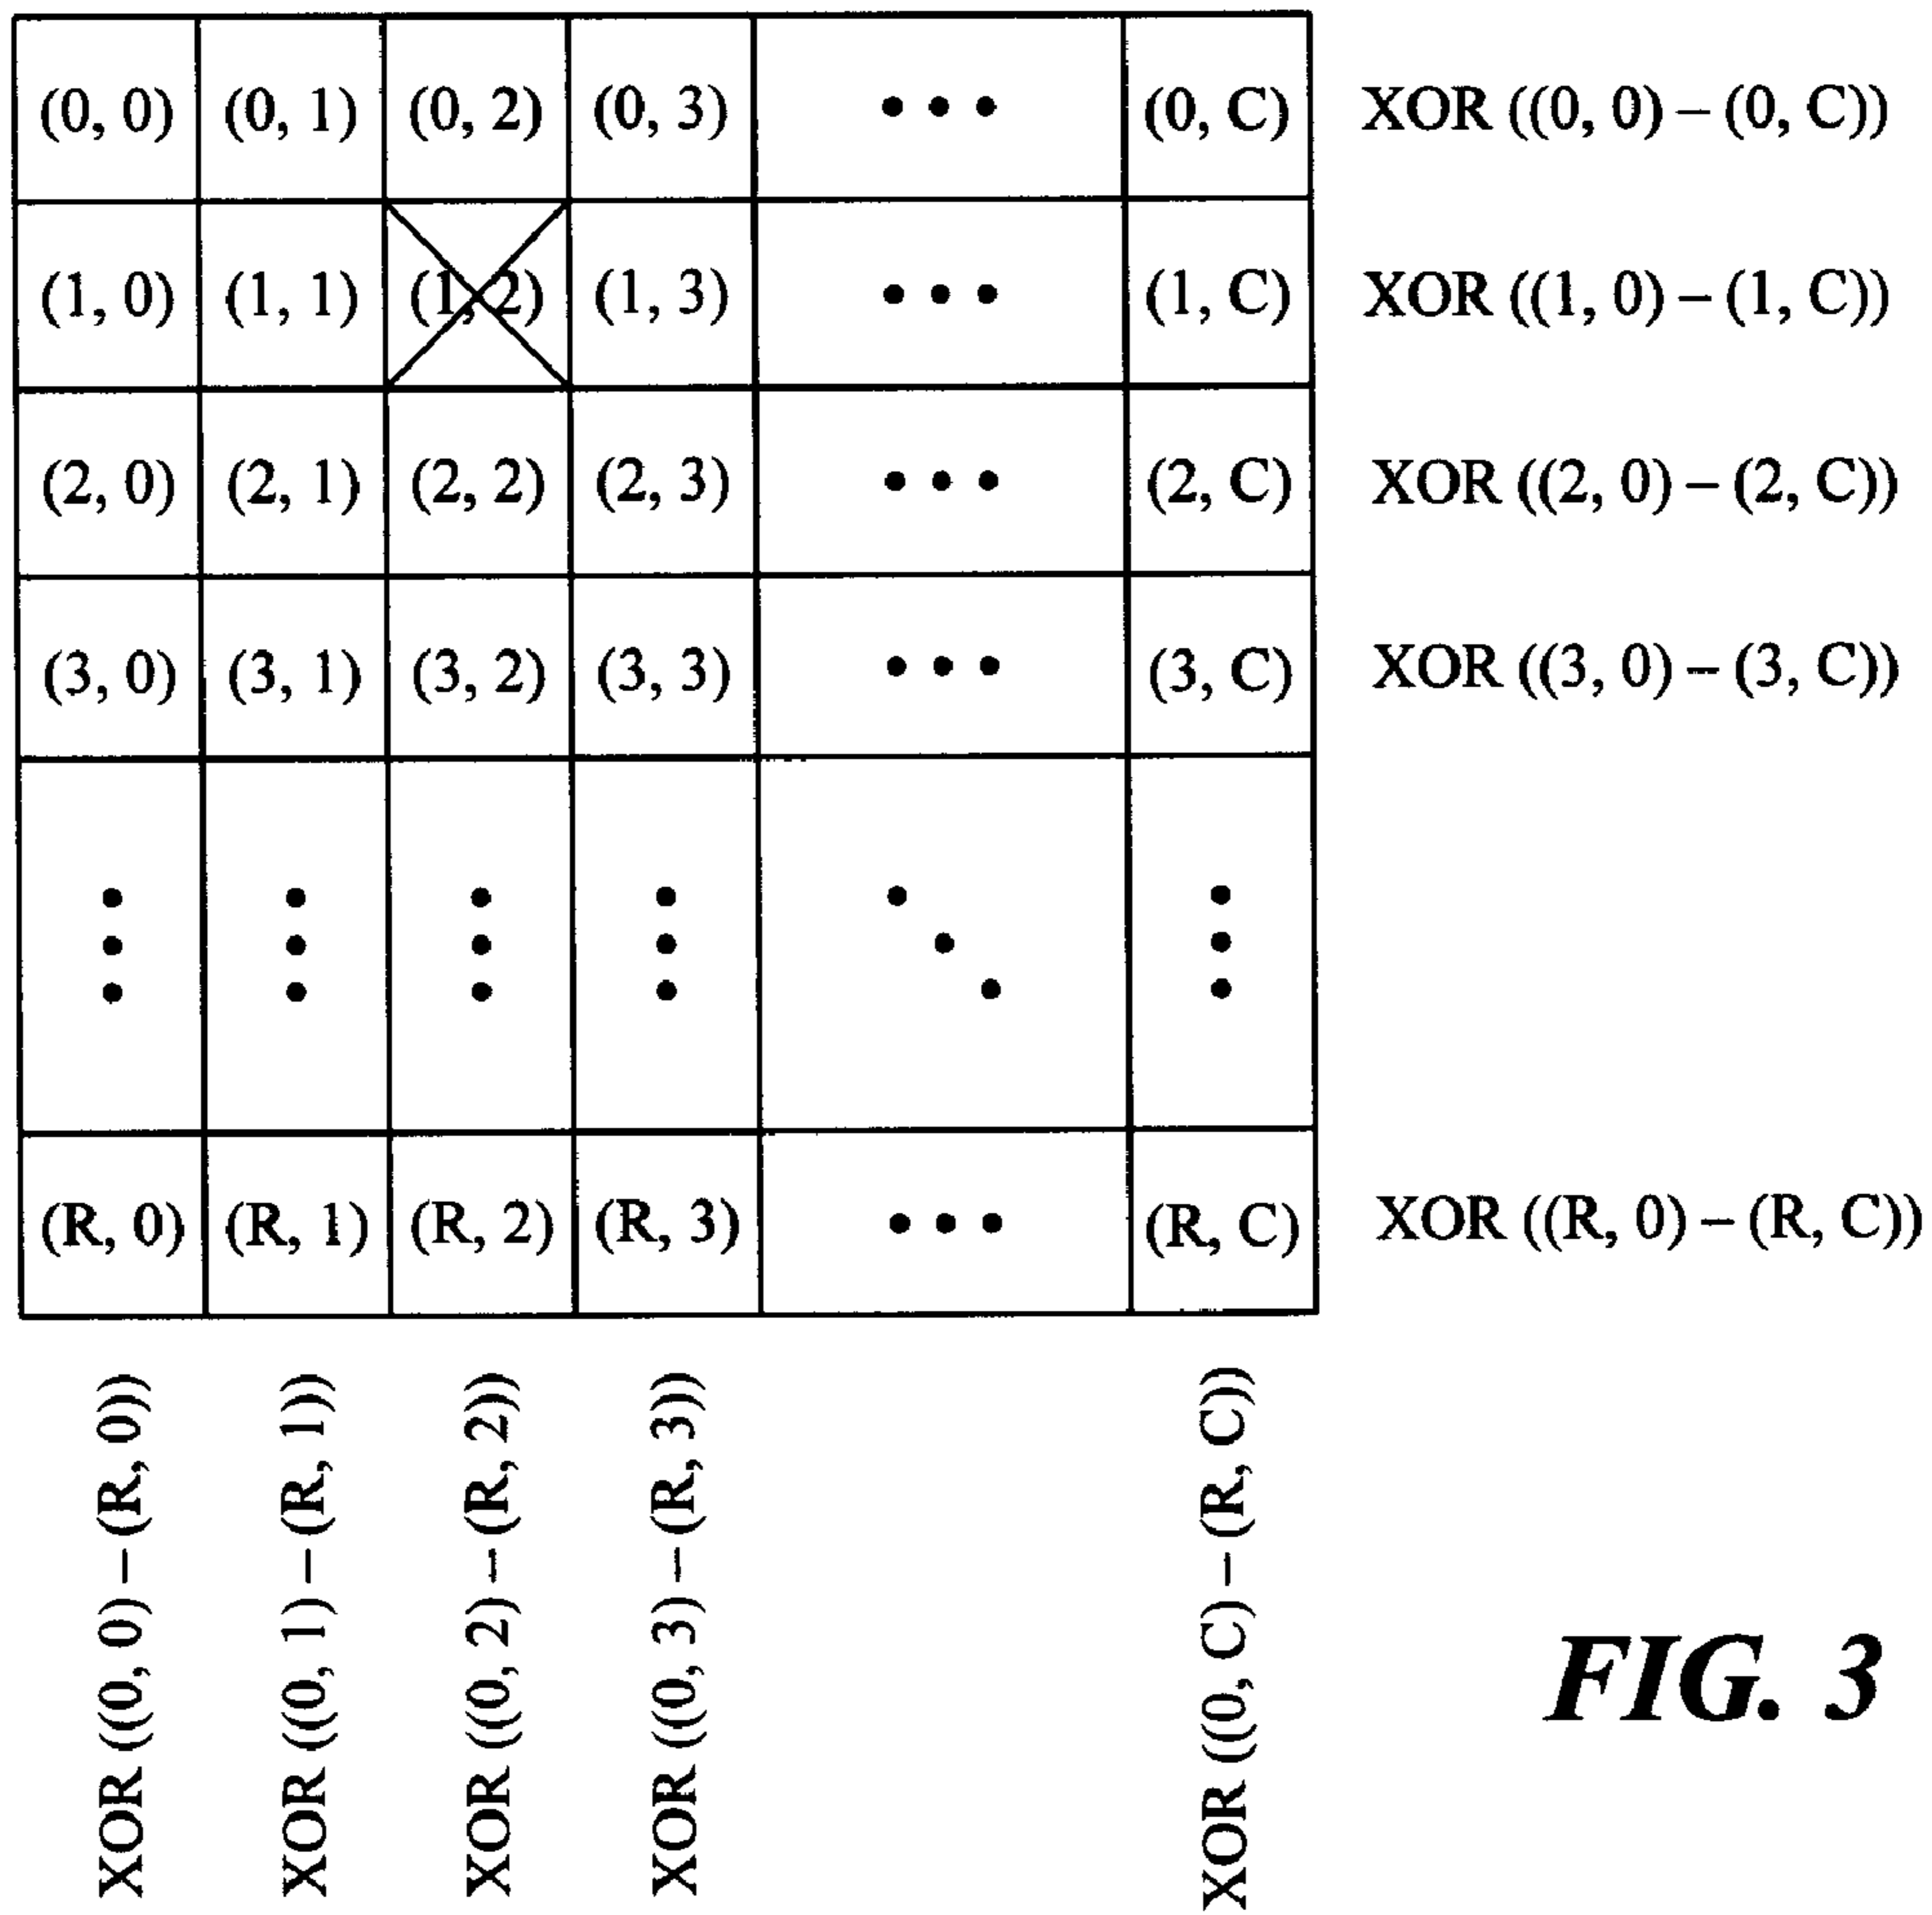 (0, 0) (0, 1) (0, 2) (0, 3) • • • (0, C) XOR ((0, 0) – (0, C))
(1, 0) (1, 1) (1, 2) (1, 3) • • • (1, C) XOR ((1, 0) – (1, C))
(2, 0) (2, 1) (2, 2) (2, 3) • • • (2, C) XOR ((2, 0) – (2, C))
(3, 0) (3, 1) (3, 2) (3, 3) • • • (3, C) XOR ((3, 0) – (3, C))
(R, 0) (R, 1) (R, 2) (R, 3) • • • (R, C) XOR ((R, 0) – (R, C))
XOR ((0, 0) – (R, 0))
XOR ((0, 1) – (R, 1))
XOR ((0, 2) – (R, 2))
XOR ((0, 3) – (R, 3))
XOR ((0, C) – (R, C))
FIG. 3